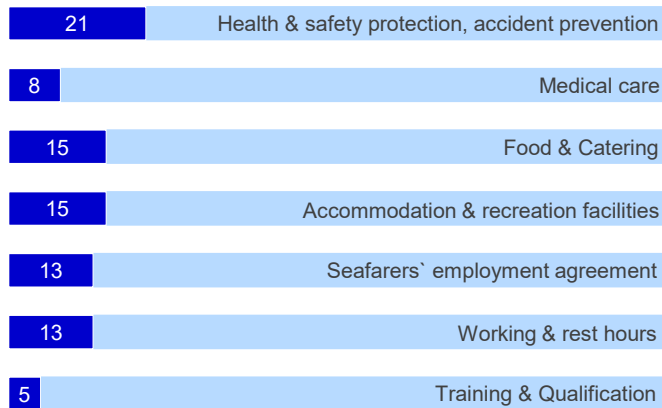 21 Health & safety protection, accident prevention
8 Medical care
15 Food & Catering
15 Accommodation & recreation facilities
13 Seafarers` employment agreement
13 Working & rest hours
5 Training & Qualification